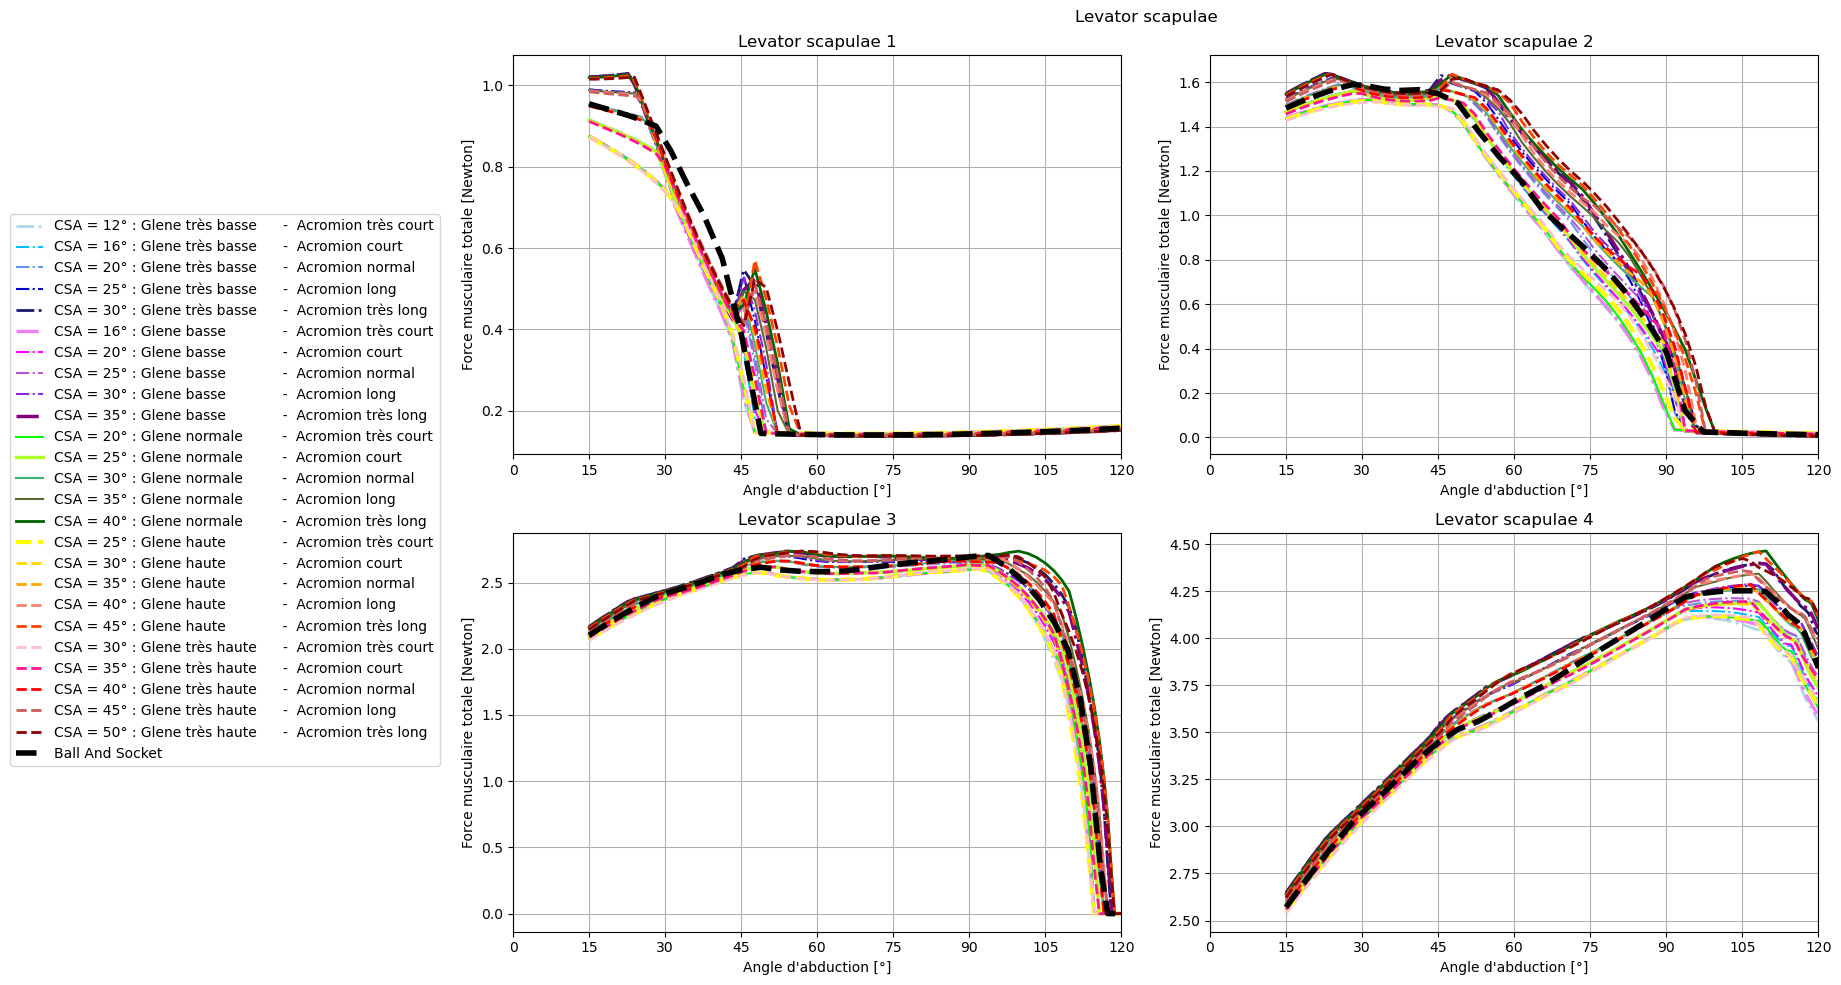 Levator scapulae
Levator scapulae 1
Levator scapulae 2
1.0
0.8
0.6
0.4
0.2
0 15 30 45 60 75 90 105 120
Force musculaire totale [Newton]
Angle d'abduction [°]
1.6
1.4
1.2
1.0
0.8
0.6
0.4
0.2
0.0
0 15 30 45 60 75 90 105 120
Force musculaire totale [Newton]
Angle d'abduction [°]
CSA = 12° : Glene très basse - Acromion très court
CSA = 16° : Glene très basse - Acromion court
CSA = 20° : Glene très basse - Acromion normal
CSA = 25° : Glene très basse - Acromion long
CSA = 30° : Glene très basse - Acromion très long
CSA = 16° : Glene basse - Acromion très court
CSA = 20° : Glene basse - Acromion court
CSA = 25° : Glene basse - Acromion normal
CSA = 30° : Glene basse - Acromion long
CSA = 35° : Glene basse - Acromion très long
CSA = 20° : Glene normale - Acromion très court
CSA = 25° : Glene normale - Acromion court
CSA = 30° : Glene normale - Acromion normal
CSA = 35° : Glene normale - Acromion long
CSA = 40° : Glene normale - Acromion très long
CSA = 25° : Glene haute - Acromion très court
CSA = 30° : Glene haute - Acromion court
CSA = 35° : Glene haute - Acromion normal
CSA = 40° : Glene haute - Acromion long
CSA = 45° : Glene haute - Acromion très long
CSA = 30° : Glene très haute - Acromion très court
CSA = 35° : Glene très haute - Acromion court
CSA = 40° : Glene très haute - Acromion normal
CSA = 45° : Glene très haute - Acromion long
CSA = 50° : Glene très haute - Acromion très long
Ball And Socket
Levator scapulae 3
Levator scapulae 4
2.5
2.0
1.5
1.0
0.5
0.0
0 15 30 45 60 75 90 105 120
Force musculaire totale [Newton]
Angle d'abduction [°]
4.50
4.25
4.00
3.75
3.50
3.25
3.00
2.75
2.50
0 15 30 45 60 75 90 105 120
Force musculaire totale [Newton]
Angle d'abduction [°]